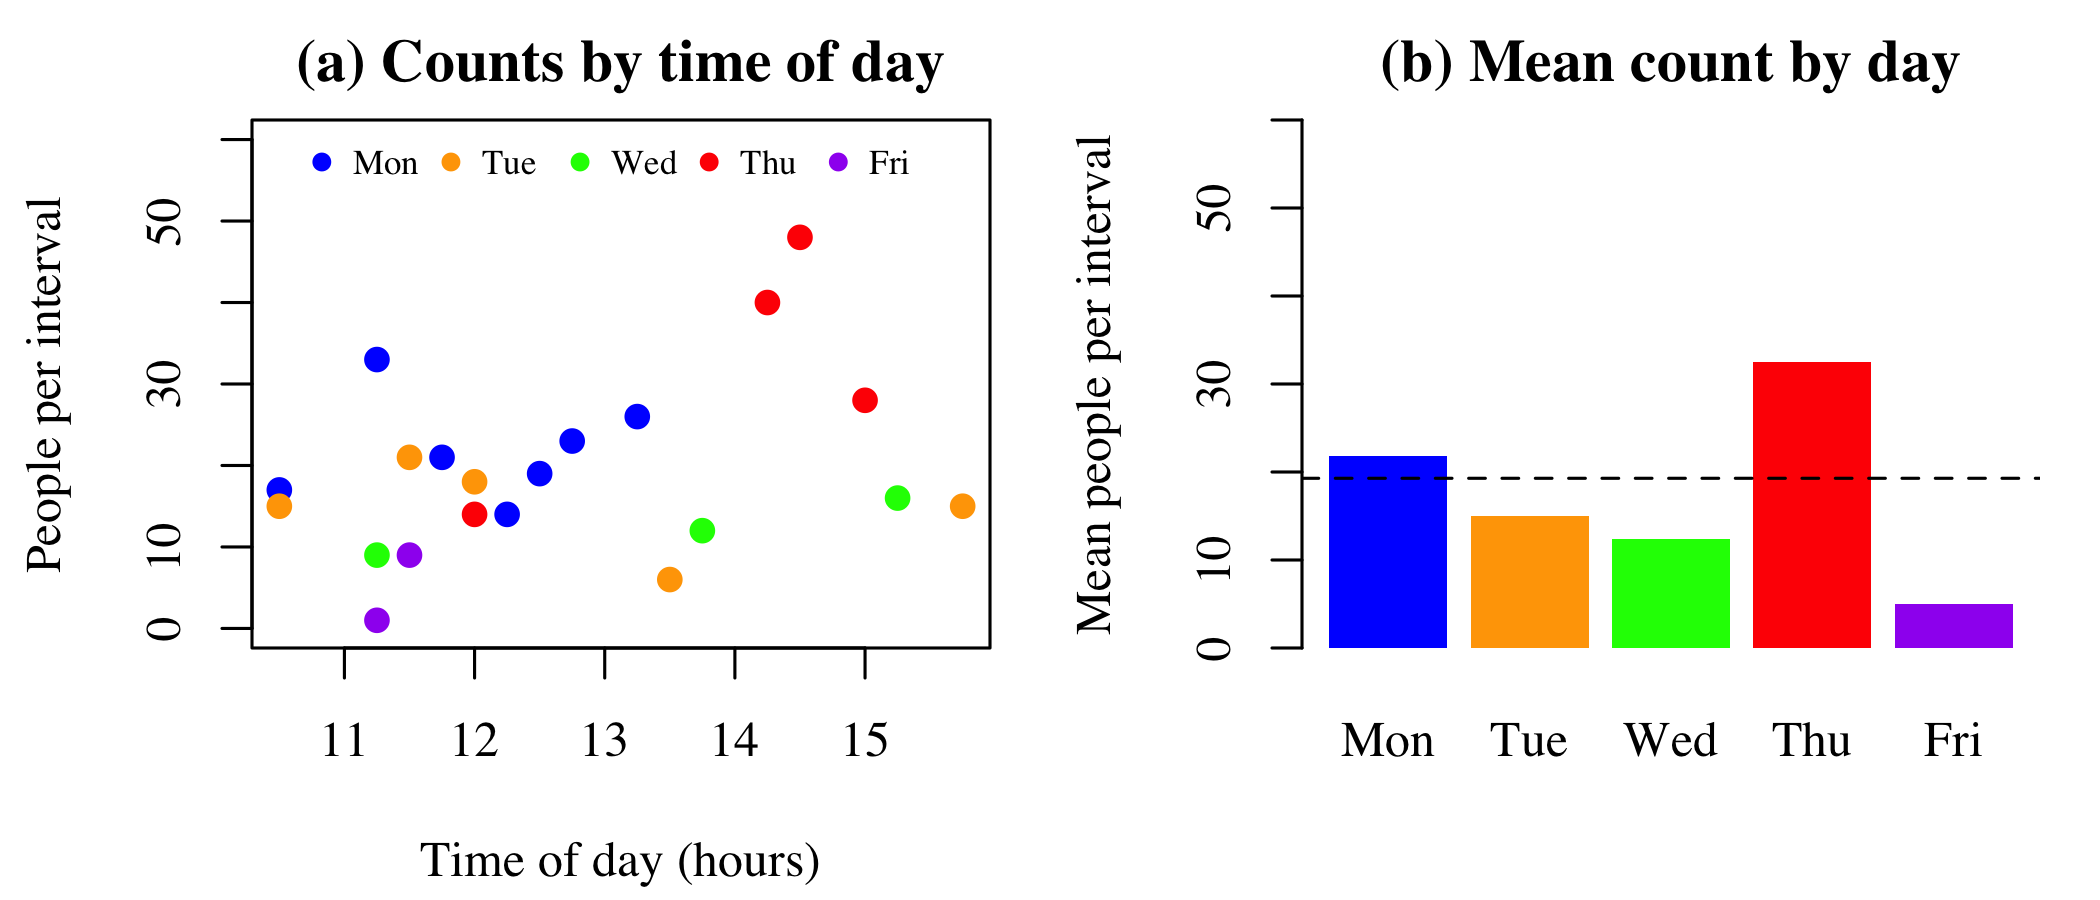 (a) Counts by time of day
People per interval
0 10 30 50
Mon Tue Wed Thu Fri
11 12 13 14 15
Time of day (hours)
(b) Mean count by day
Mean people per interval
0 10 30 50
Mon Tue Wed Thu Fri